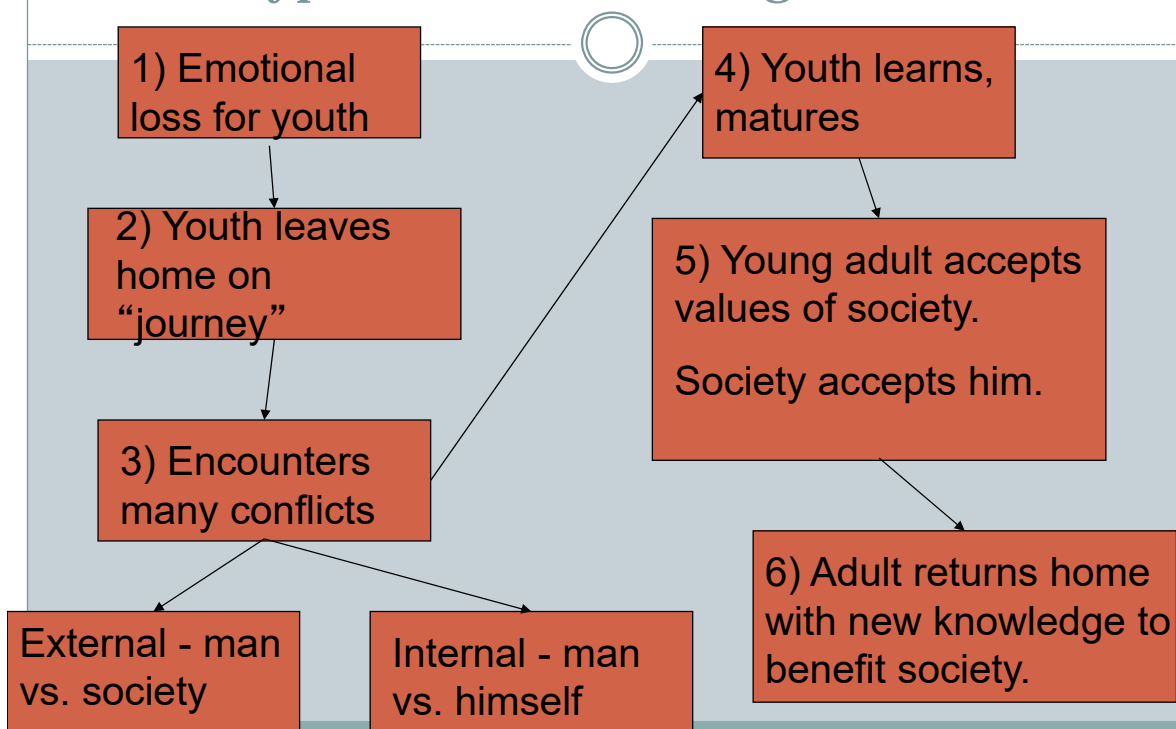 1) Emotional
loss for youth
2) Youth leaves
home on
“journey”
3) Encounters
many conflicts
External - man
vs. society
Internal - man
vs. himself
4) Youth learns,
matures
5) Young adult accepts
values of society.
Society accepts him.
6) Adult returns home
with new knowledge to
benefit society.